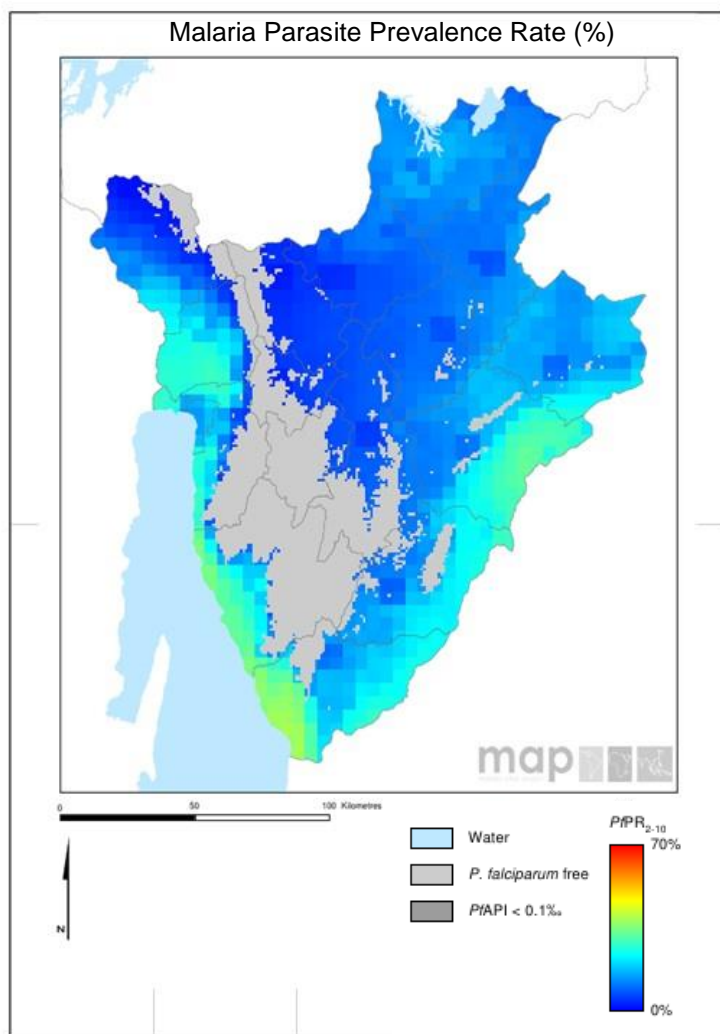 Malaria Parasite Prevalence Rate (%)
map
0 50 100 Kilometres
N
Water
P. falciparum free
PfAPI < 0.1‰
PfPR2-10
70%
0%